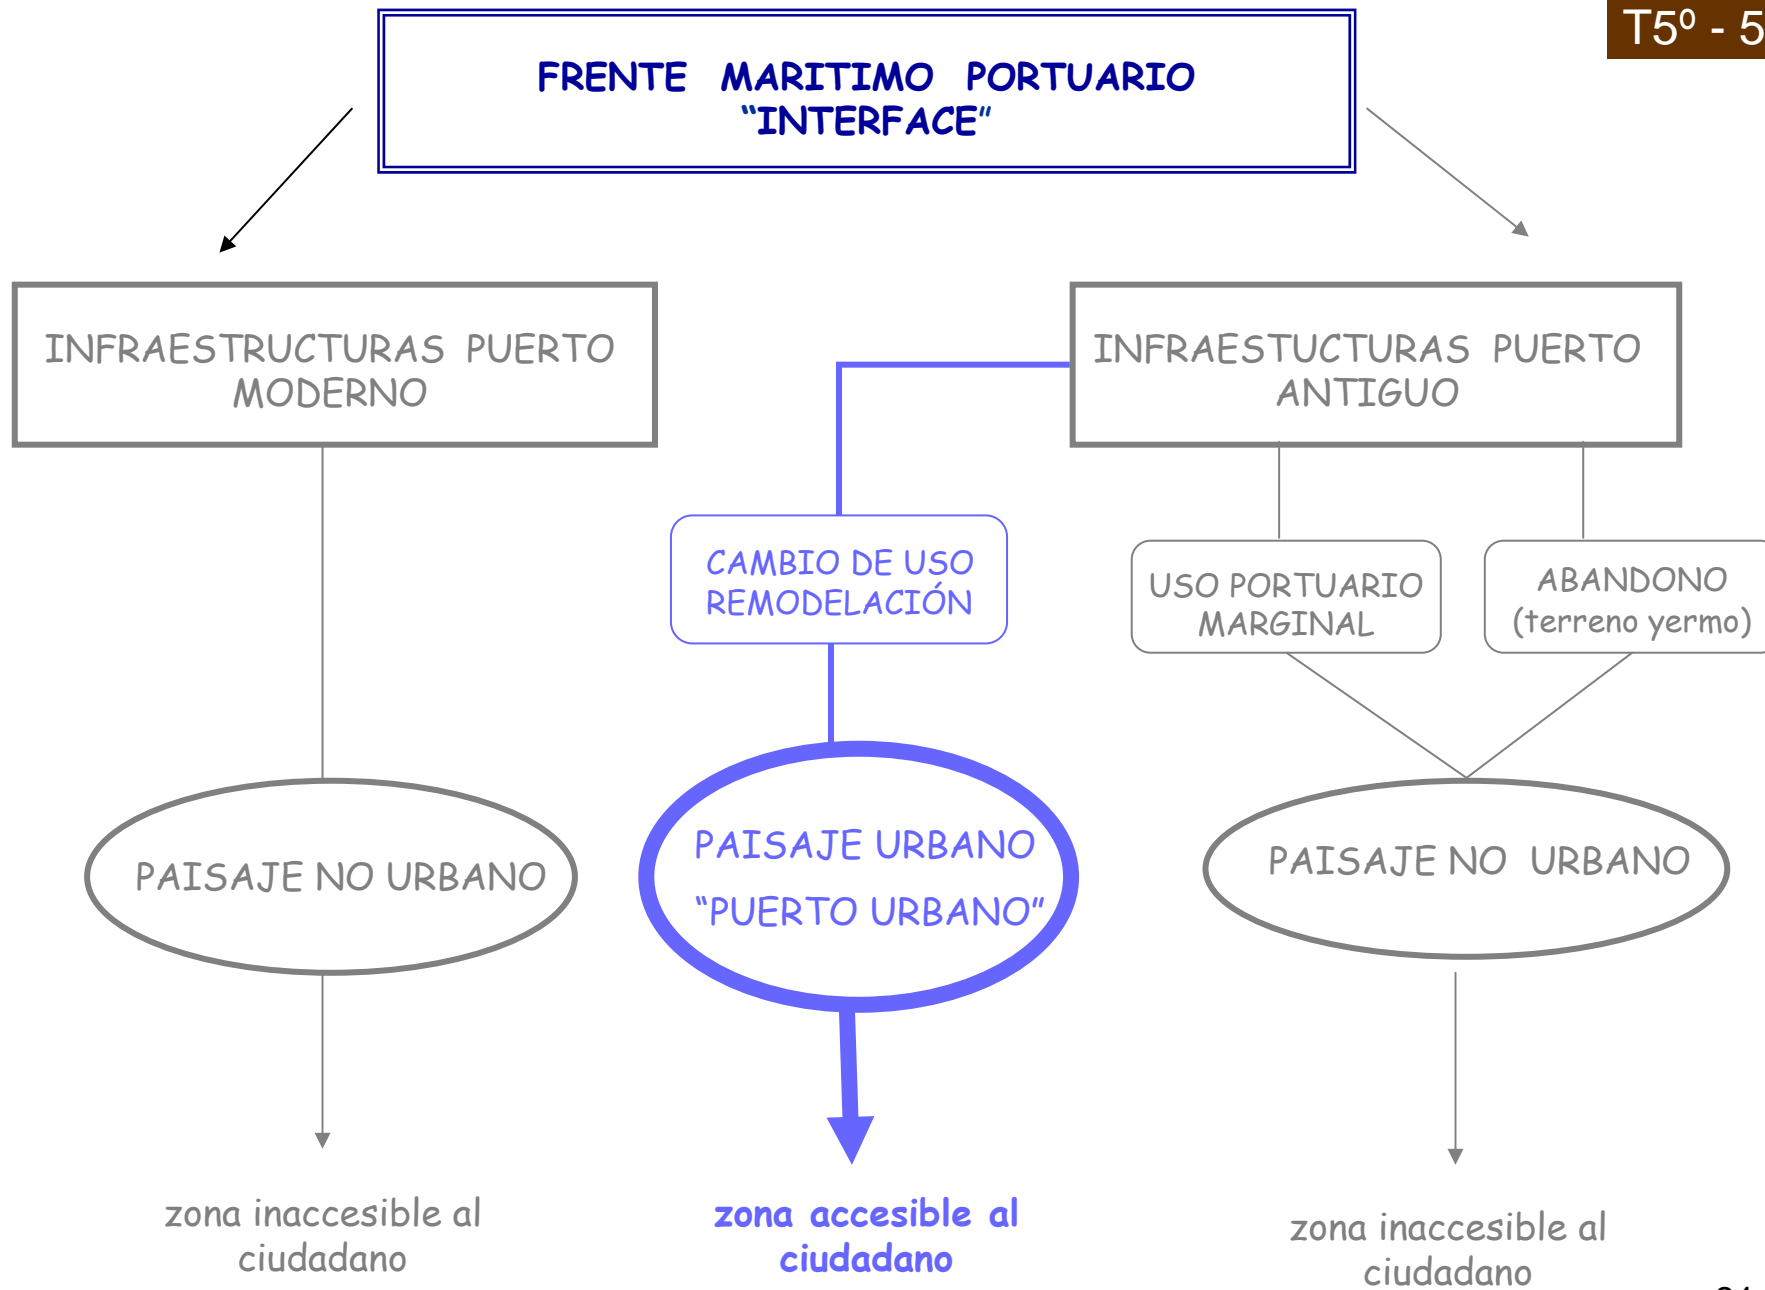 T5º - 5
FRENTE MARITIMO PORTUARIO
“INTERFACE”
INFRAESTRUCTURAS PUERTO
MODERNO
INFRAESTUCTURAS PUERTO
ANTIGUO
CAMBIO DE USO
REMODELACIÓN
USO PORTUARIO
MARGINAL
ABANDONO
(terreno yermo)
PAISAJE NO URBANO
PAISAJE URBANO
“PUERTO URBANO”
PAISAJE NO URBANO
zona inaccesible al
ciudadano
zona accesible al
ciudadano
zona inaccesible al
ciudadano